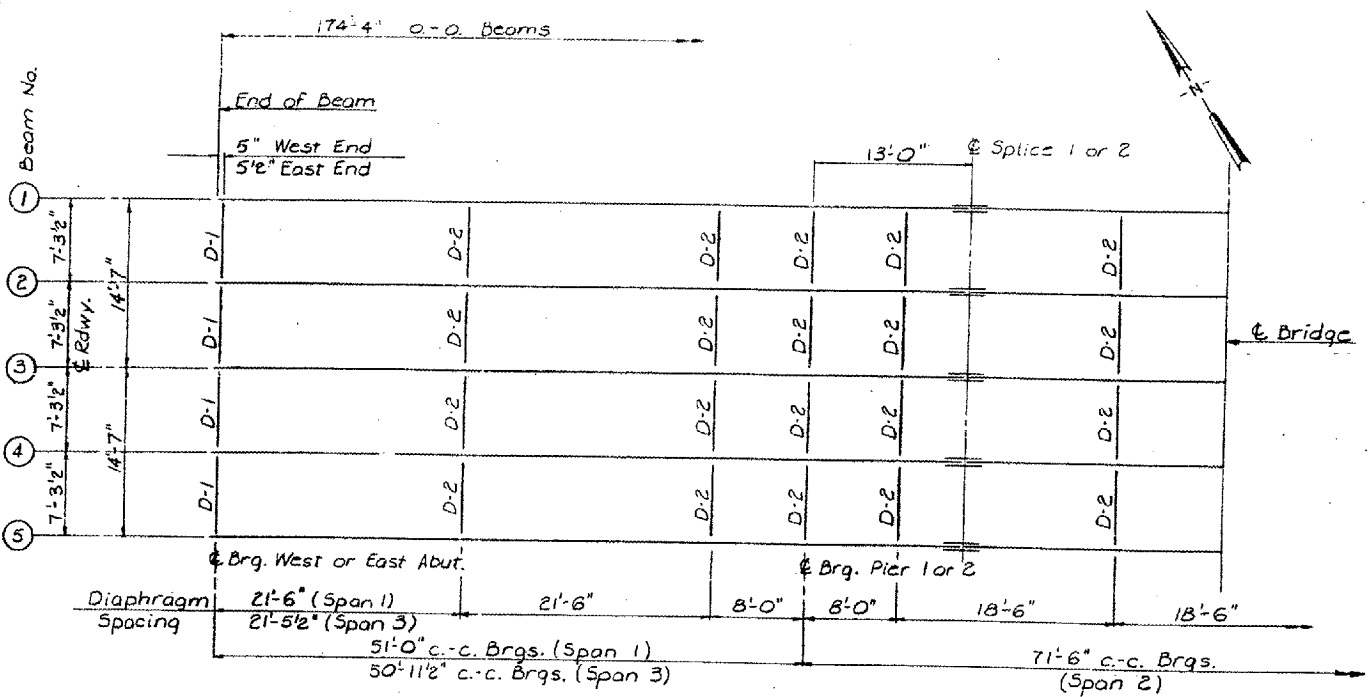 174'-4" o.-o. Beams
Beam No.
End of Beam
5" West End
5½" East End
13'-0"
℄ Splice 1 or 2
N
1
2
3
4
5
7'-3½"
7'-3½"
7'-3½"
7'-3½"
14'-7"
14'-7"
℄ Rdwy.
D-1
D-2
D-2
D-2
D-2
D-2
D-1
D-2
D-2
D-2
D-2
D-2
D-1
D-2
D-2
D-2
D-2
D-2
D-1
D-2
D-2
D-2
D-2
D-2
℄ Bridge
℄ Brg. West or East Abut.
℄ Brg. Pier 1 or 2
Diaphragm Spacing
21'-6" (Span 1)
21'-5½" (Span 3)
21'-6"
8'-0"
8'-0"
18'-6"
18'-6"
51'-0" c.-c. Brgs. (Span 1)
50'-11½" c.-c. Brgs. (Span 3)
71'-6" c.-c. Brgs.
(Span 2)